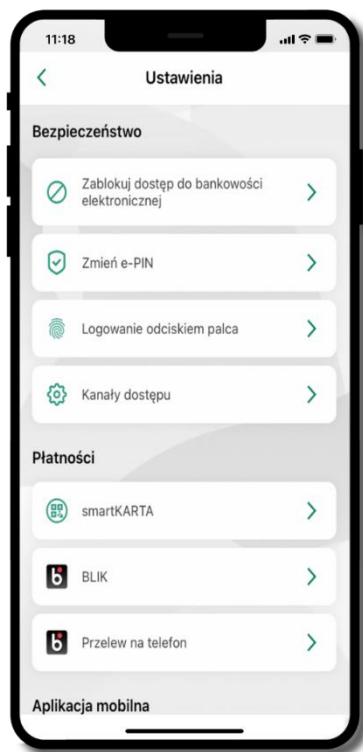 11:18
Ustawienia
Bezpieczeństwo
Zablokuj dostęp do bankowości
elektronicznej
Zmień e-PIN
Logowanie odciskiem palca
Kanały dostępu
Płatności
smartKARTA
BLIK
Przelew na telefon
Aplikacja mobilna